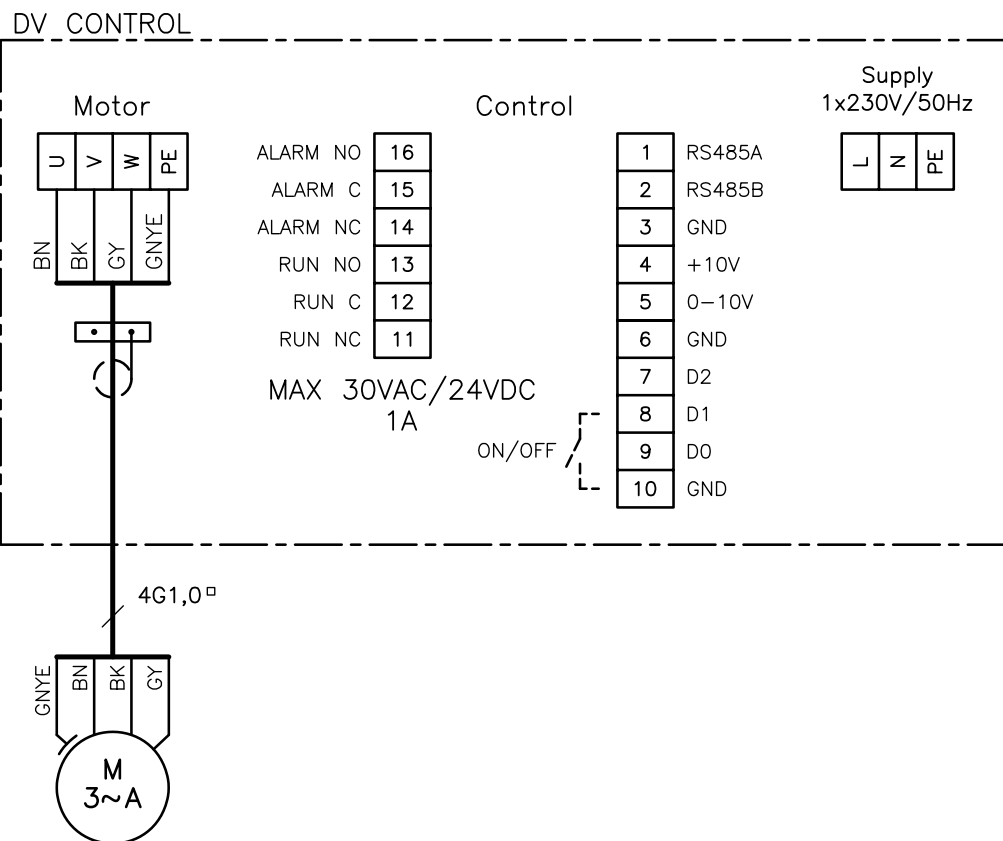 DV CONTROL
Motor
Control
Supply
1x230V/50Hz
U V W PE
BN BK GY GNYE
ALARM NO 16
ALARM C 15
ALARM NC 14
RUN NO 13
RUN C 12
RUN NC 11
MAX 30VAC/24VDC
1A
1 RS485A
2 RS485B
3 GND
4 +10V
5 0-10V
6 GND
7 D2
8 D1
9 D0
10 GND
ON/OFF
L N PE
4G1,0▫
GNYE BN BK GY
M
3~A